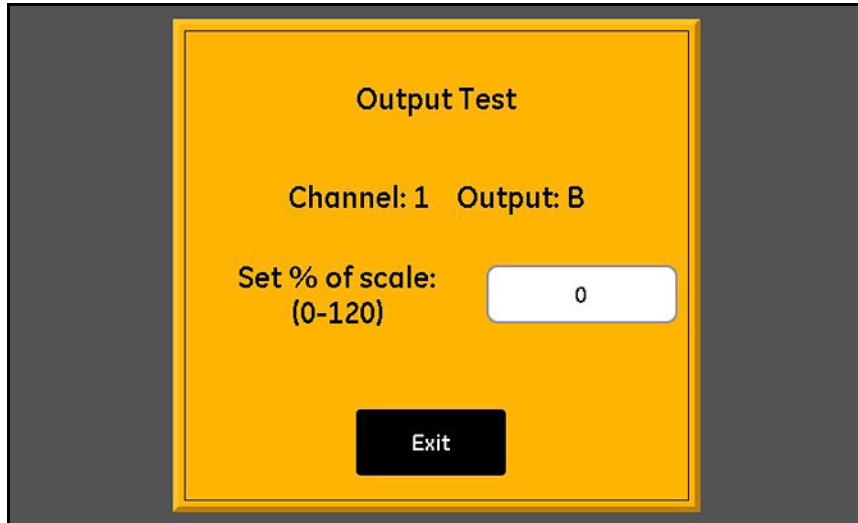 Output Test
Channel: 1 Output: B
Set % of scale:
(0-120)
0
Exit